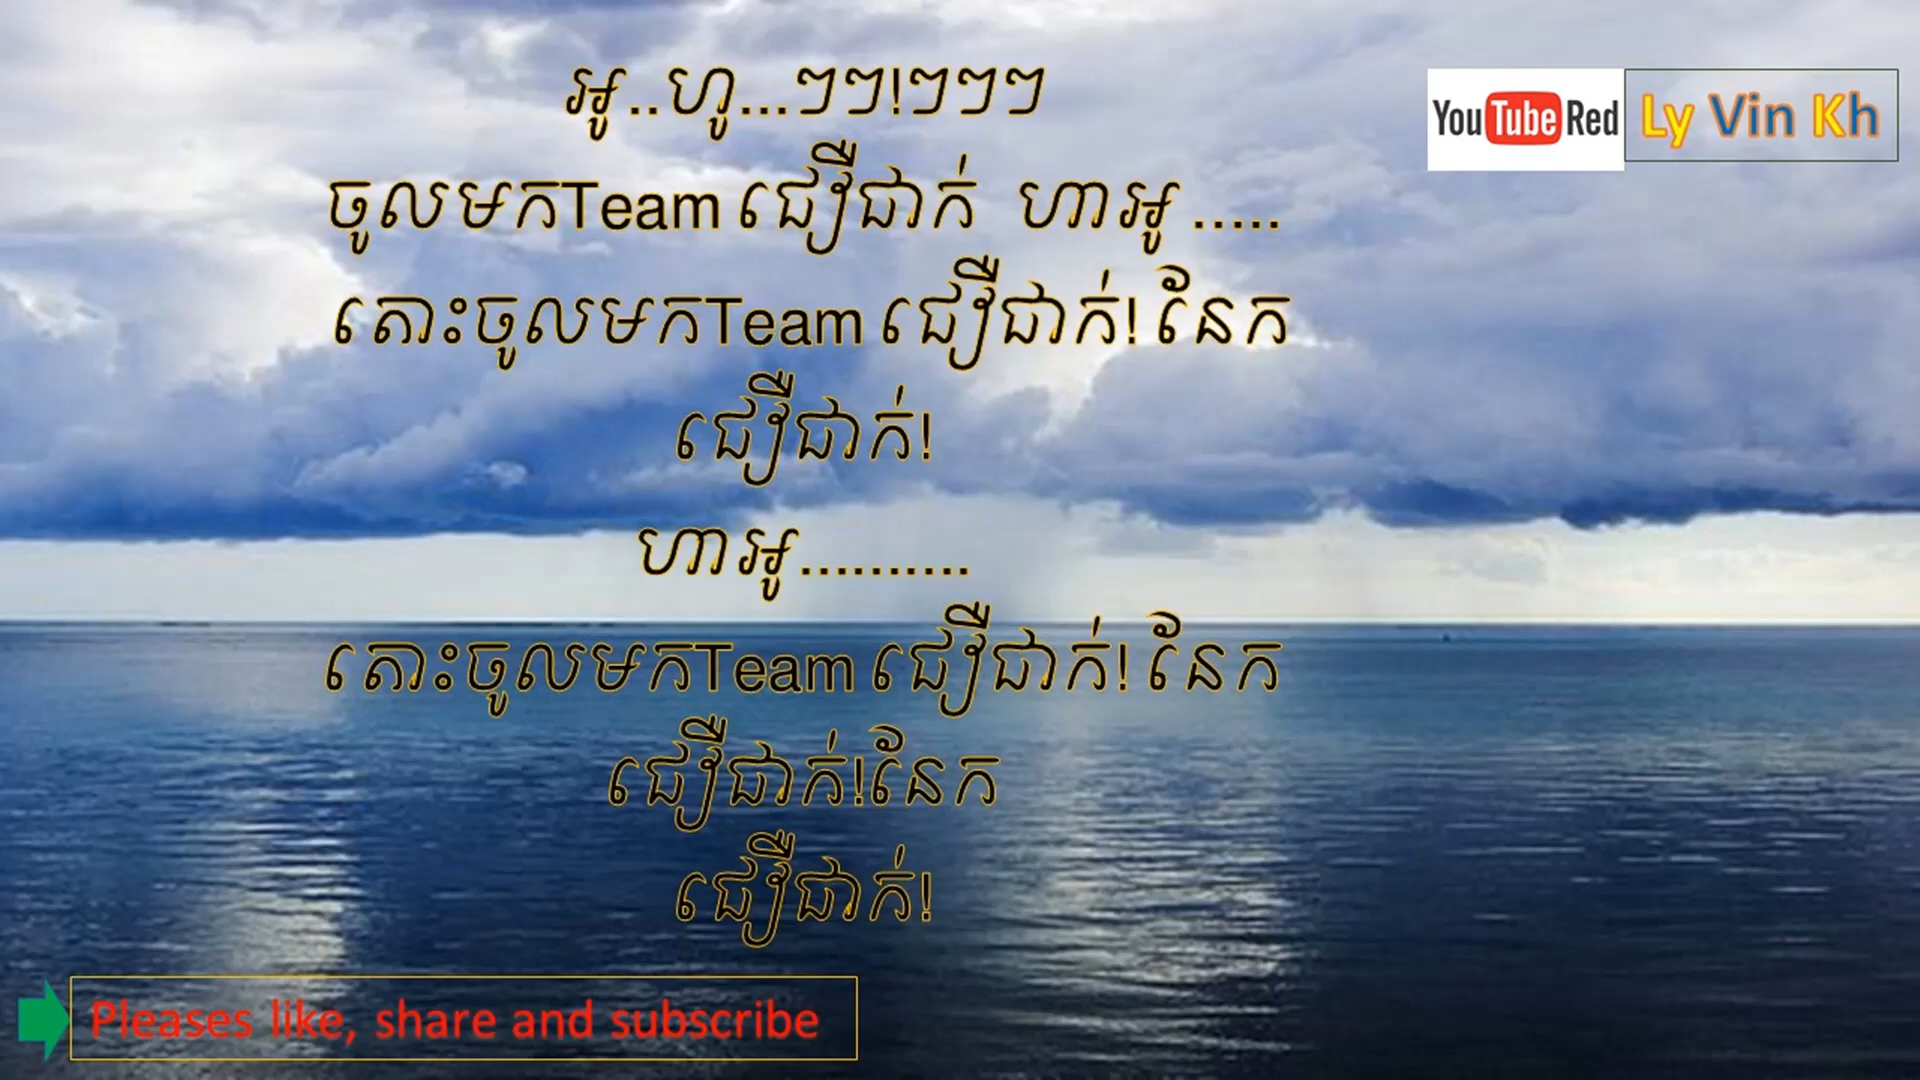 អូ..ហូ...ៗៗ!ៗៗៗ
ចូលមកTeam ជឿជាក់ ហាអូ.....
តោះចូលមកTeam ជឿជាក់! នែក
ជឿជាក់!
ហាអូ..........
តោះចូលមកTeam ជឿជាក់! នែក
ជឿជាក់!នែក
ជឿជាក់!
YouTube Red
Ly Vin Kh
Pleases like, share and subscribe